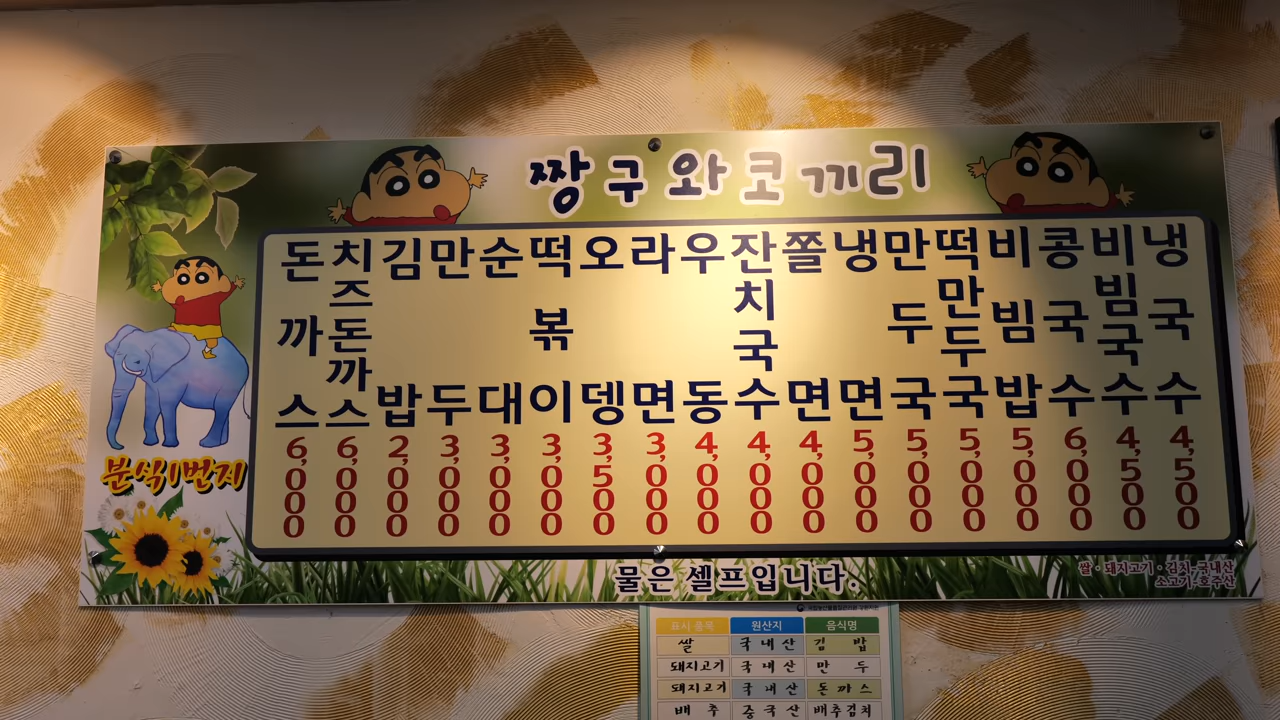 짱구와코끼리
돈까스 6,000
치즈돈까스 6,000
김밥 2,000
만두 3,000
순대 3,000
떡볶이 3,000
오뎅 3,500
라면 3,000
우동 4,000
잔치국수 4,000
쫄면 4,000
냉면 5,000
만두국 5,000
떡만두국 5,000
비빔밥 5,000
콩국수 6,000
비빔국수 4,500
냉국수 4,500
분식1번지
물은 셀프입니다.
쌀·돼지고기·김치-국내산
소고기-호주산
표시 품목 원산지 음식명
쌀 국내산 김밥
돼지고기 국내산 만두
돼지고기 국내산 돈까스
배추 중국산 배추김치